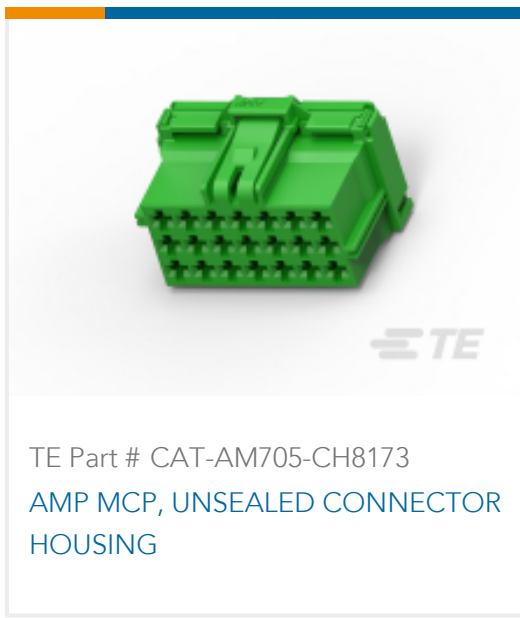 TE
TE Part # CAT-AM705-CH8173
AMP MCP, UNSEALED CONNECTOR
HOUSING